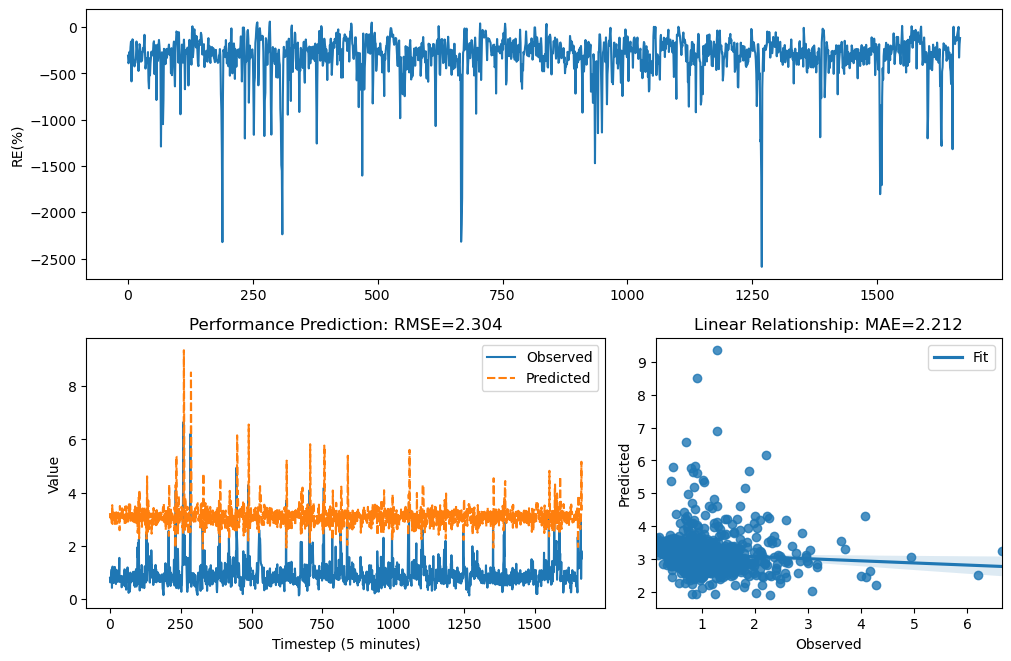 0
−500
−1000
−1500
−2000
−2500
RE(%)
0 250 500 750 1000 1250 1500
Performance Prediction: RMSE=2.304
Observed
Predicted
8
6
4
2
0
Value
0 250 500 750 1000 1250 1500
Timestep (5 minutes)
Linear Relationship: MAE=2.212
Fit
9
8
7
6
5
4
3
2
Predicted
1 2 3 4 5 6
Observed